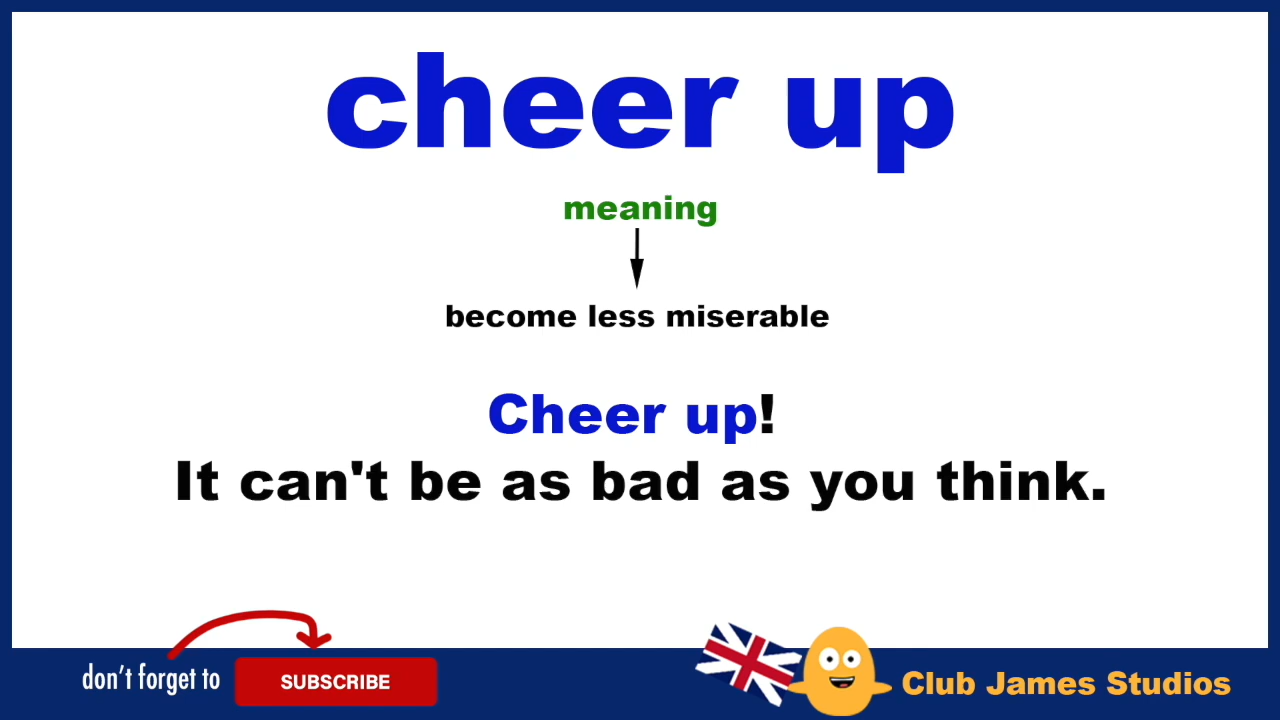 cheer up
meaning
become less miserable
Cheer up!
It can't be as bad as you think.
don't forget to
SUBSCRIBE
Club James Studios